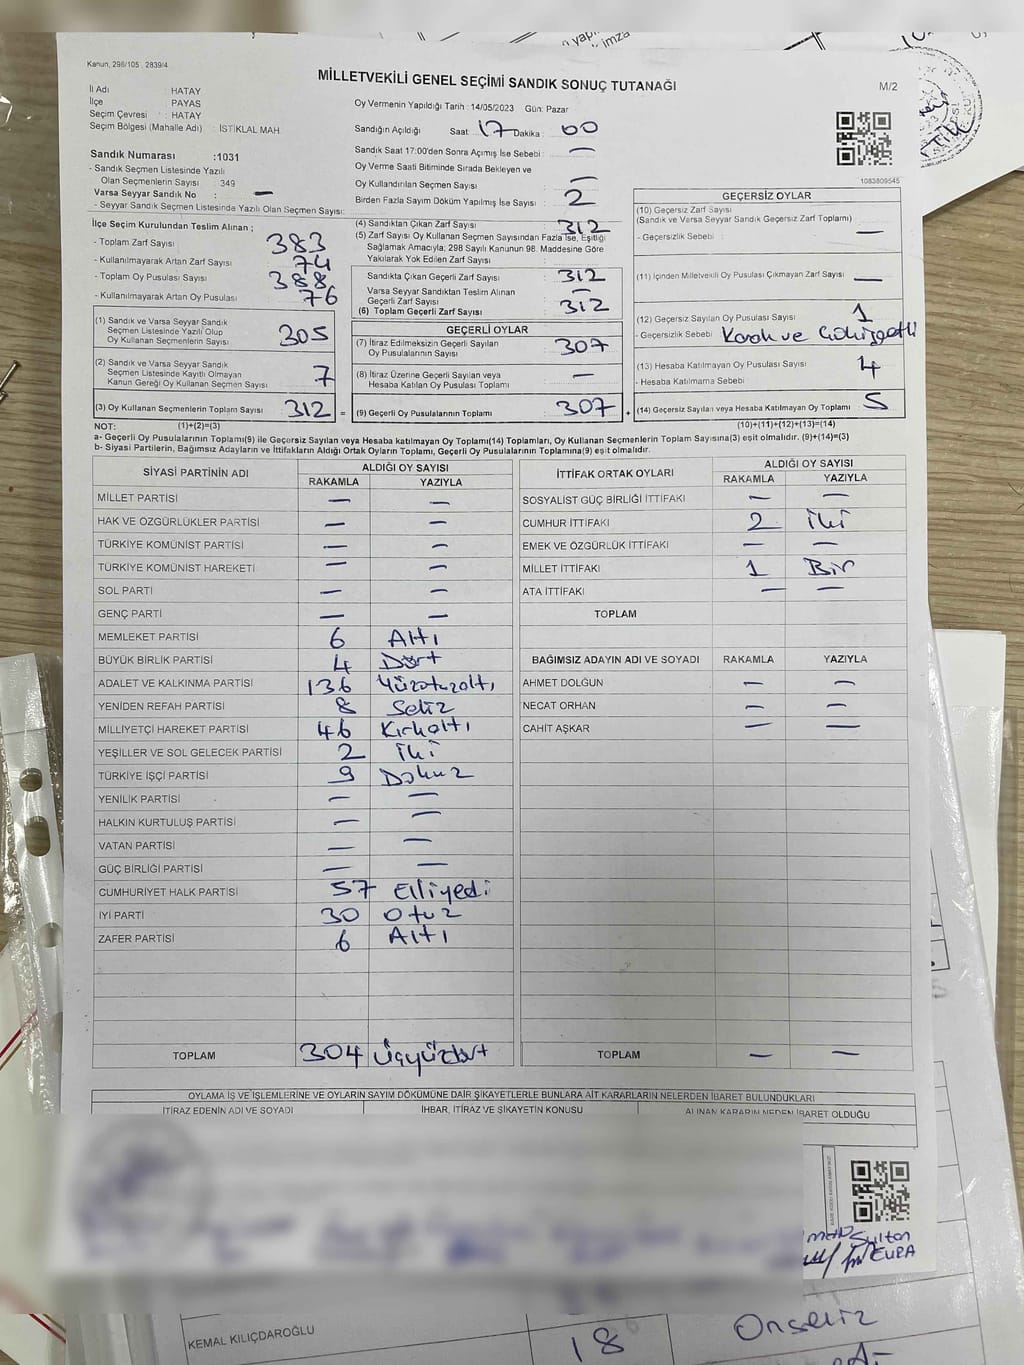 Kanun, 298/105 , 2839/4
MİLLETVEKİLİ GENEL SEÇİMİ SANDIK SONUÇ TUTANAĞI
M/2
İl Adı : HATAY
İlçe : PAYAS
Seçim Çevresi : HATAY
Seçim Bölgesi (Mahalle Adı) : İSTİKLAL MAH.
Sandık Numarası :1031
- Sandık Seçmen Listesinde Yazılı
Olan Seçmenlerin Sayısı : 349
Varsa Seyyar Sandık No : —
- Seyyar Sandık Seçmen Listesinde Yazılı Olan Seçmen Sayısı:
Oy Vermenin Yapıldığı Tarih : 14/05/2023 Gün: Pazar
Sandığın Açıldığı Saat 17 Dakika : 00
Sandık Saati 17:00'den Sonra Açımış İse Sebebi : —
Oy Verme Saati Bitiminde Sırada Bekleyen ve
Oy Kullandırılan Seçmen Sayısı : —
Birden Fazla Sayım Döküm Yapılmış İse Sayısı : 2
1083809545
İlçe Seçim Kurulundan Teslim Alınan ;
- Toplam Zarf Sayısı : 383
- Kullanılmayarak Artan Zarf Sayısı : 74
- Toplam Oy Pusulası Sayısı : 388
- Kullanılmayarak Artan Oy Pusulası : 76
(1) Sandık ve Varsa Seyyar Sandık
Seçmen Listesinde Yazılı Olup
Oy Kullanan Seçmenlerin Sayısı : 305
(2) Sandık ve Varsa Seyyar Sandık
Seçmen Listesinde Kayıtlı Olmayan
Kanun Gereği Oy Kullanan Seçmen Sayısı : 7
(3) Oy Kullanan Seçmenlerin Toplam Sayısı : 312 =
(4) Sandıktan Çıkan Zarf Sayısı : 312
(5) Zarf Sayısı Oy Kullanan Seçmen Sayısından Fazla İse, Eşitliği
Sağlamak Amacıyla; 298 Sayılı Kanunun 98. Maddesine Göre
Yakılarak Yok Edilen Zarf Sayısı :
Sandıkta Çıkan Geçerli Zarf Sayısı : 312
Varsa Seyyar Sandıktan Teslim Alınan
Geçerli Zarf Sayısı : —
(6) Toplam Geçerli Zarf Sayısı : 312
GEÇERLİ OYLAR
(7) İtiraz Edilmeksizin Geçerli Sayılan
Oy Pusulalarının Sayısı : 307
(8) İtiraz Üzerine Geçerli Sayılan veya
Hesaba Katılan Oy Pusulası Toplamı : —
(9) Geçerli Oy Pusulalarının Toplamı : 307 +
GEÇERSİZ OYLAR
(10) Geçersiz Zarf Sayısı
(Sandık ve Varsa Seyyar Sandık Geçersiz Zarf Toplamı) : —
- Geçersizlik Sebebi :
(11) İçinden Milletvekili Oy Pusulası Çıkmayan Zarf Sayısı : —
(12) Geçersiz Sayılan Oy Pusulası Sayısı : 1
- Geçersizlik Sebebi :
(13) Hesaba Katılmayan Oy Pusulası Sayısı : 4
- Hesaba Katılmama Sebebi :
(14) Geçersiz Sayılan veya Hesaba Katılmayan Oy Toplamı : 5
NOT: (1)+(2)=(3) (10)+(11)+(12)+(13)=(14)
a- Geçerli Oy Pusulalarının Toplamı(9) ile Geçersiz Sayılan veya Hesaba katılmayan Oy Toplamı(14) Toplamları, Oy Kullanan Seçmenlerin Toplam Sayısına(3) eşit olmalıdır. (9)+(14)=(3)
b- Siyasi Partilerin, Bağımsız Adayların ve İttifakların Aldığı Ortak Oyların Toplamı, Geçerli Oy Pusulalarının Toplamına(9) eşit olmalıdır.
SİYASİ PARTİNİN ADI ALDIĞI OY SAYISI
RAKAMLA YAZIYLA
MİLLET PARTİSİ — —
HAK VE ÖZGÜRLÜKLER PARTİSİ — —
TÜRKİYE KOMÜNİST PARTİSİ — —
TÜRKİYE KOMÜNİST HAREKETİ — —
SOL PARTİ — —
GENÇ PARTİ — —
MEMLEKET PARTİSİ 6 Altı
BÜYÜK BİRLİK PARTİSİ 4 Dört
ADALET VE KALKINMA PARTİSİ 136 Yüzotuzaltı
YENİDEN REFAH PARTİSİ 8 Sekiz
MİLLİYETÇİ HAREKET PARTİSİ 46 Kırkaltı
YEŞİLLER VE SOL GELECEK PARTİSİ 2 iki
TÜRKİYE İŞÇİ PARTİSİ 9 Dokuz
YENİLİK PARTİSİ — —
HALKIN KURTULUŞ PARTİSİ — —
VATAN PARTİSİ — —
GÜÇ BİRLİĞİ PARTİSİ — —
CUMHURİYET HALK PARTİSİ 57 Elliyedi
İYİ PARTİ 30 Otuz
ZAFER PARTİSİ 6 Altı
TOPLAM 304 Üçyüzdört
İTTİFAK ORTAK OYLARI ALDIĞI OY SAYISI
RAKAMLA YAZIYLA
SOSYALİST GÜÇ BİRLİĞİ İTTİFAKI — —
CUMHUR İTTİFAKI 2 iki
EMEK VE ÖZGÜRLÜK İTTİFAKI — —
MİLLET İTTİFAKI 1 Bir
ATA İTTİFAKI — —
TOPLAM
BAĞIMSIZ ADAYIN ADI VE SOYADI RAKAMLA YAZIYLA
AHMET DOLĞUN — —
NECAT ORHAN — —
CAHİT AŞKAR — —
TOPLAM — —
OYLAMA İŞ VE İŞLEMLERİNE VE OYLARIN SAYIM DÖKÜMÜNE DAİR ŞİKAYETLERLE BUNLARA AİT KARARLARIN NELERDEN İBARET BULUNDUKLARI
İTİRAZ EDENİN ADI VE SOYADI İHBAR, İTİRAZ VE ŞİKAYETİN KONUSU ALINAN KARARIN NEDEN İBARET OLDUĞU
Sultan
KEMAL KILIÇDAROĞLU 18 Onsekiz